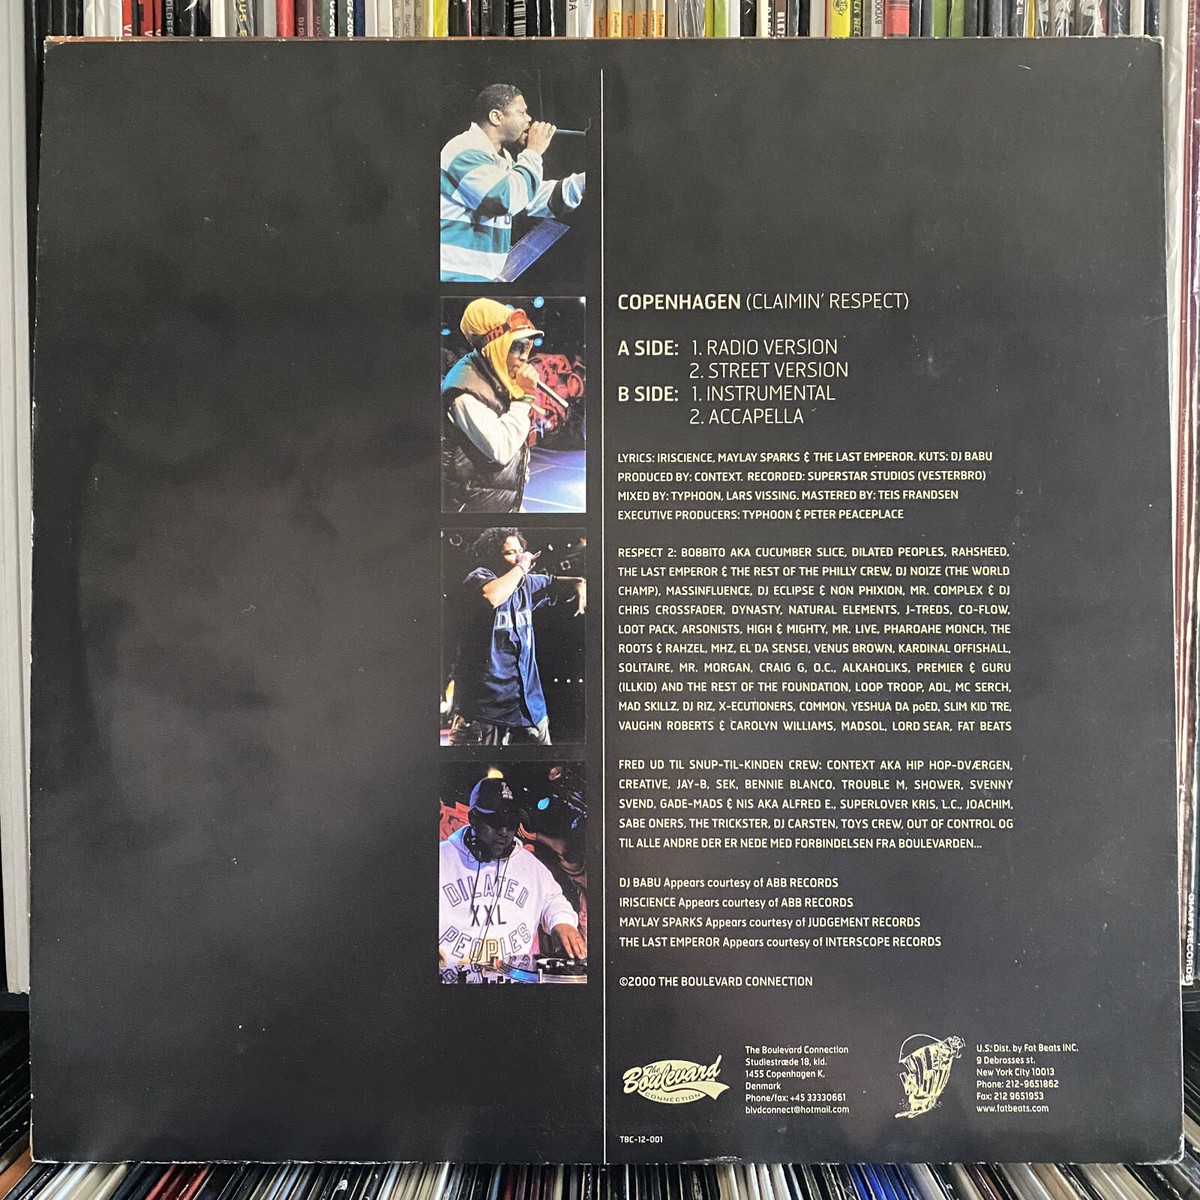 COPENHAGEN (CLAIMIN' RESPECT)
A SIDE: 1. RADIO VERSION
2. STREET VERSION
B SIDE: 1. INSTRUMENTAL
2. ACCAPELLA
LYRICS: IRISCIENCE, MAYLAY SPARKS & THE LAST EMPEROR. KUTS: DJ BABU
PRODUCED BY: CONTEXT. RECORDED: SUPERSTAR STUDIOS (VESTERBRO)
MIXED BY: TYPHOON, LARS VISSING. MASTERED BY: TEIS FRANDSEN
EXECUTIVE PRODUCERS: TYPHOON & PETER PEACEPLACE
RESPECT 2: BOBBITO AKA CUCUMBER SLICE, DILATED PEOPLES, RAHSHEED,
THE LAST EMPEROR & THE REST OF THE PHILLY CREW, DJ NOIZE (THE WORLD
CHAMP), MASSINFLUENCE, DJ ECLIPSE & NON PHIXION, MR. COMPLEX & DJ
CHRIS CROSSFADER, DYNASTY, NATURAL ELEMENTS, J-TREDS, CO-FLOW,
LOOT PACK, ARSONISTS, HIGH & MIGHTY, MR. LIVE, PHAROAHE MONCH, THE
ROOTS & RAHZEL, MHZ, EL DA SENSEI, VENUS BROWN, KARDINAL OFFISHALL,
SOLITAIRE, MR. MORGAN, CRAIG G, O.C., ALKAHOLIKS, PREMIER & GURU
(ILLKID) AND THE REST OF THE FOUNDATION, LOOP TROOP, ADL, MC SERCH,
MAD SKILLZ, DJ RIZ, X-ECUTIONERS, COMMON, YESHUA DA poED, SLIM KID TRE,
VAUGHN ROBERTS & CAROLYN WILLIAMS, MADSOL, LORD SEAR, FAT BEATS
FRED UD TIL SNUP-TIL-KINDEN CREW: CONTEXT AKA HIP HOP-DVÆRGEN,
CREATIVE, JAY-B, SEK, BENNIE BLANCO, TROUBLE M, SHOWER, SVENNY
SVEND, GADE-MADS & NIS AKA ALFRED E., SUPERLOVER KRIS, L.C., JOACHIM,
SABE ONERS, THE TRICKSTER, DJ CARSTEN, TOYS CREW, OUT OF CONTROL OG
TIL ALLE ANDRE DER ER NEDE MED FORBINDELSEN FRA BOULEVARDEN...
DJ BABU Appears courtesy of ABB RECORDS
IRISCIENCE Appears courtesy of ABB RECORDS
MAYLAY SPARKS Appears courtesy of JUDGEMENT RECORDS
THE LAST EMPEROR Appears courtesy of INTERSCOPE RECORDS
©2000 THE BOULEVARD CONNECTION
The Boulevard
CONNECTION
The Boulevard Connection
Studiestræde 18, kld.
1455 Copenhagen K.
Denmark
Phone/fax: +45 33330661
blvdconnect@hotmail.com
U.S. Dist. by Fat Beats INC.
9 Debrosses st.
New York City 10013
Phone: 212-9651862
Fax: 212 9651953
www.fatbeats.com
TBC-12-001
DILATED
XXL
PEOPLES